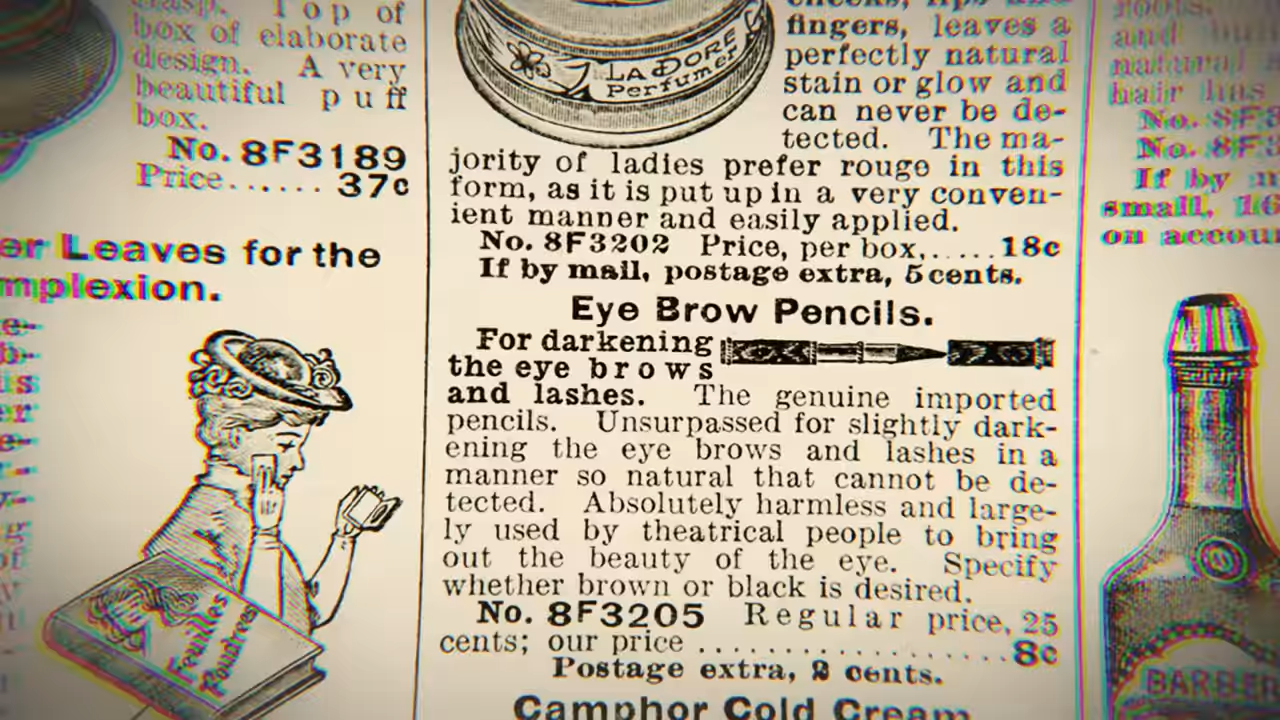 clasp. Top of
box of elaborate
design. A very
beautiful puff
box.
No. 8F3189
Price...... 37c
Leaves for the
LA DORE
Perfumer
fingers, leaves a
perfectly natural
stain or glow and
can never be de-
tected. The ma-
jority of ladies prefer rouge in this
form, as it is put up in a very conven-
ient manner and easily applied.
No. 8F3202 Price, per box,..... 18c
If by mail, postage extra, 5 cents.
Eye Brow Pencils.
For darkening
the eye brows
and lashes. The genuine imported
pencils. Unsurpassed for slightly dark-
ening the eye brows and lashes in a
manner so natural that cannot be de-
tected. Absolutely harmless and large-
ly used by theatrical people to bring
out the beauty of the eye. Specify
whether brown or black is desired.
No. 8F3205 Regular price, 25
cents; our price .................... 8c
Postage extra, 2 cents.
Camphor Cold Cream
Feuilles
Poudrees
roots.
and
natural
hair has
No.
No.
If by
small, 16
on
BARBER